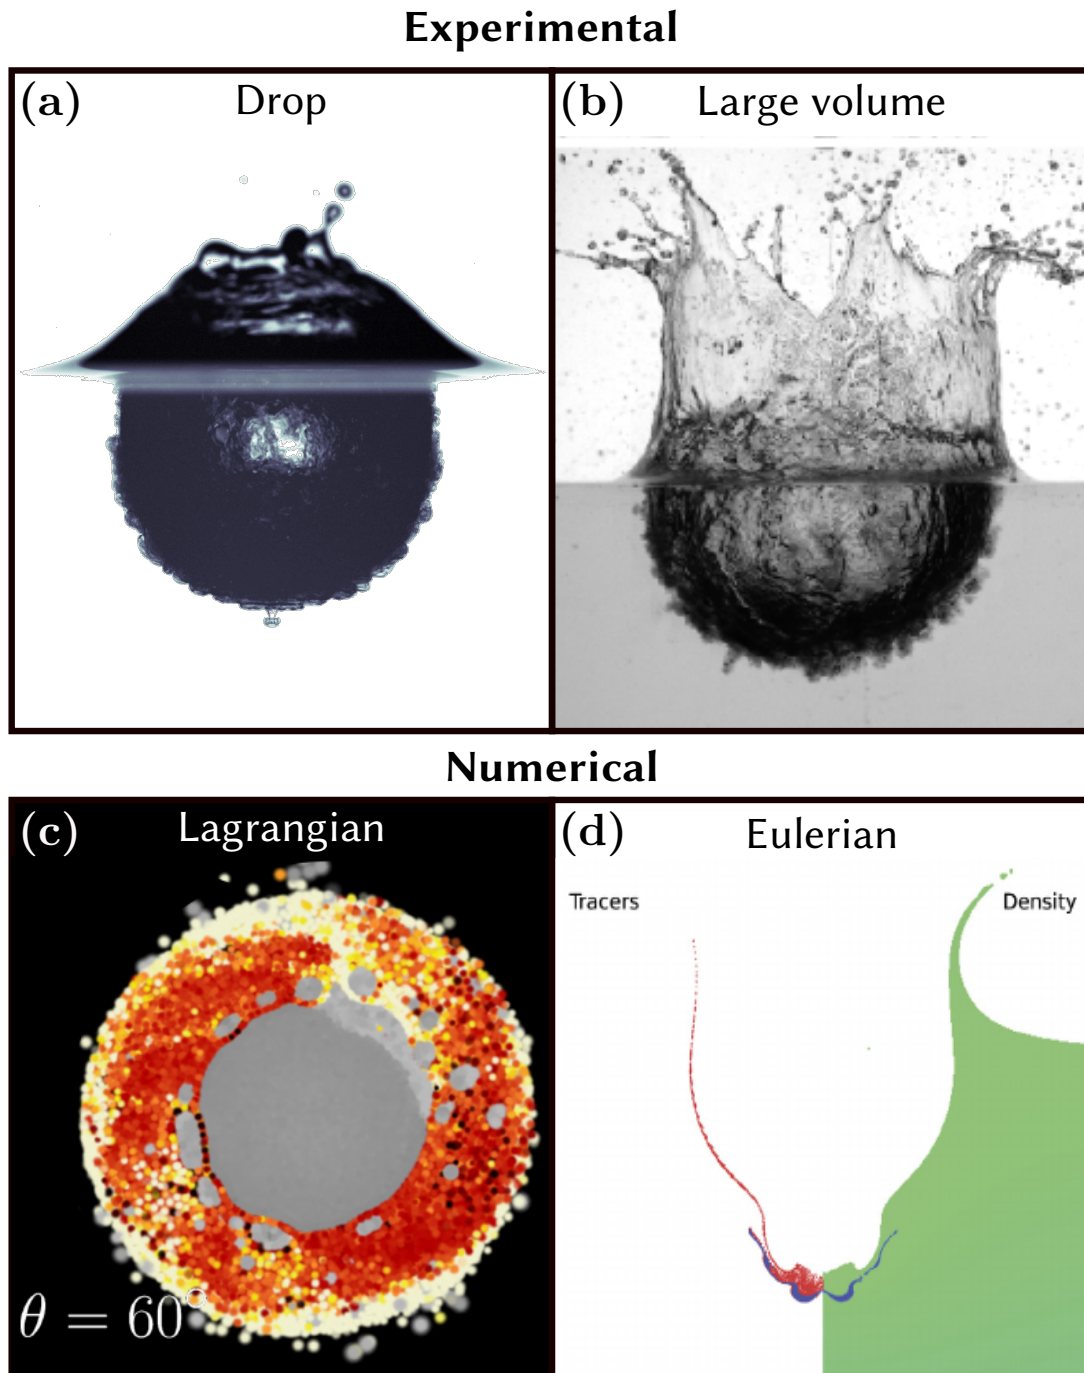 Experimental
(a) Drop
(b) Large volume
Numerical
(c) Lagrangian
(d) Eulerian
Tracers
Density
θ = 60°